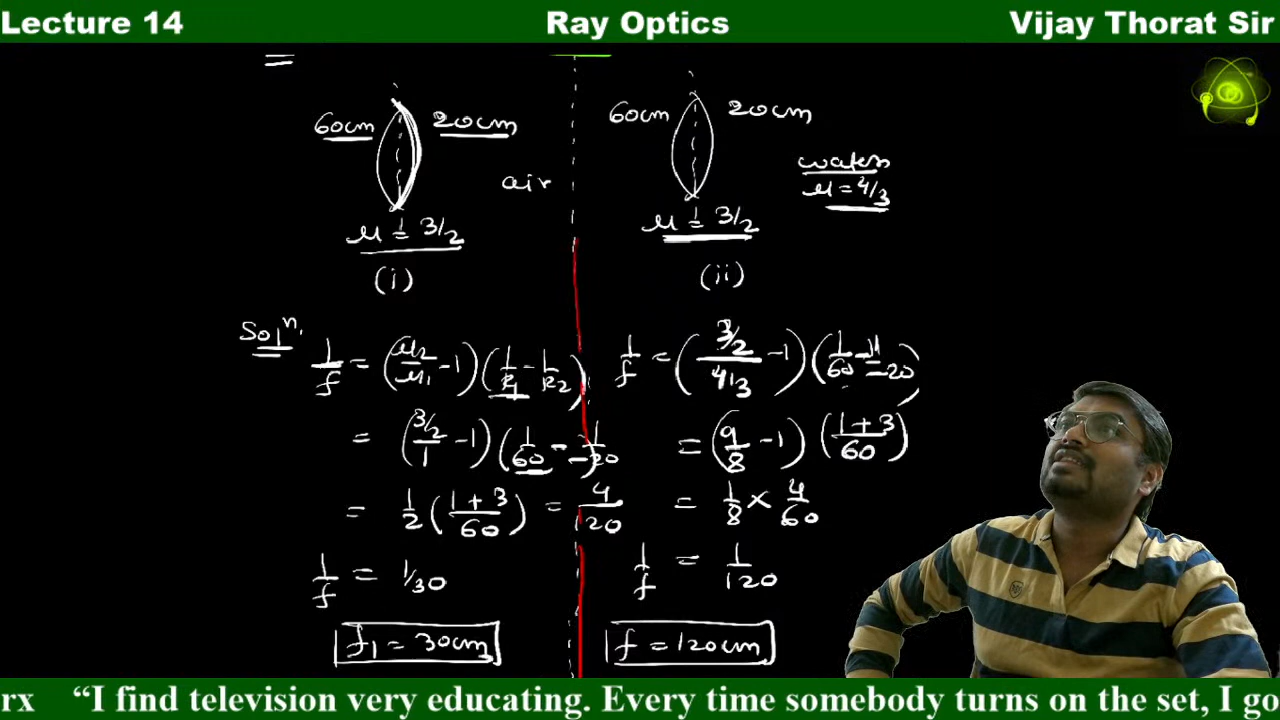 Lecture 14 Ray Optics Vijay Thorat Sir
60cm 20cm air
μ = 3/2
(i)
60cm 20cm
water
μ = 4/3
μ = 3/2
(ii)
Solⁿ.
1/f = (μ2/μ1 - 1)(1/R1 - 1/R2)
= (3/2/1 - 1)(1/60 - 1/-20)
= 1/2 (1+3/60) = 4/120
1/f = 1/30
f1 = 30cm
1/f = (3/2/4/3 - 1)(1/60 - 1/-20)
= (9/8 - 1)(1+3/60)
= 1/8 × 4/60
1/f = 1/120
f = 120cm
rx “I find television very educating. Every time somebody turns on the set, I go